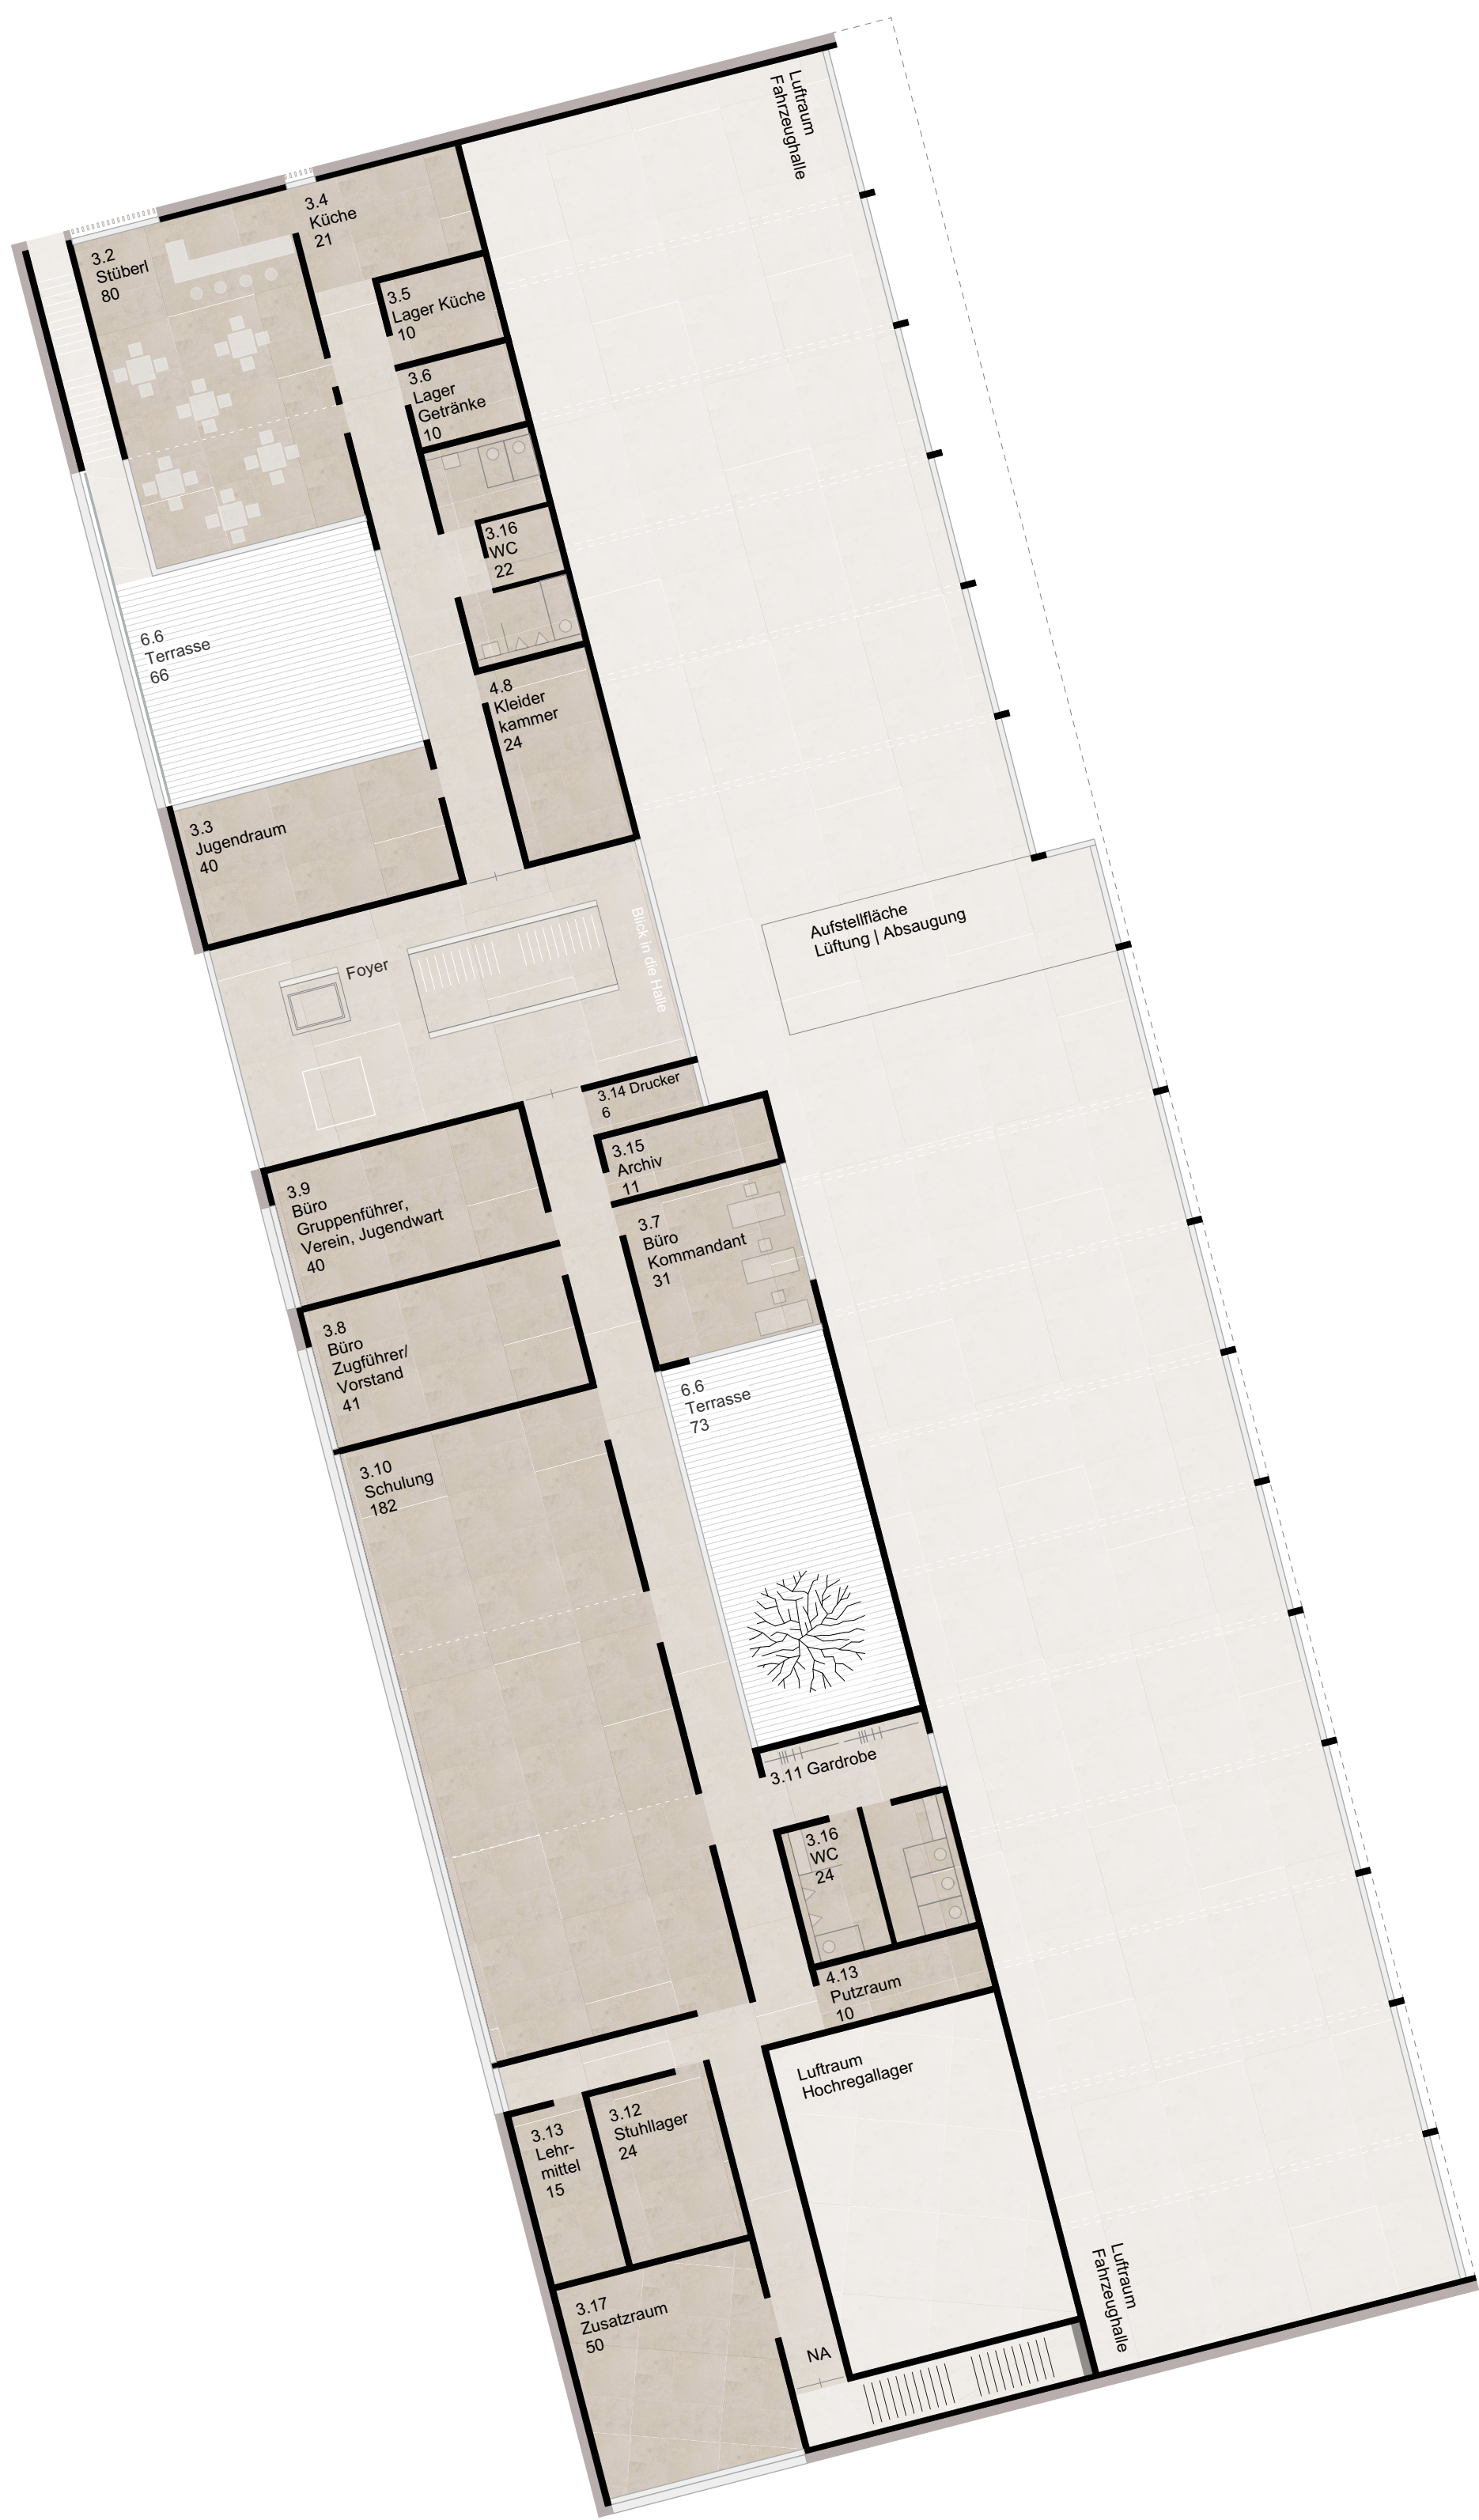 Luftraum
Fahrzeughalle
3.4
Küche
21
3.2
Stüberl
80
3.5
Lager Küche
10
3.6
Lager
Getränke
10
3.16
WC
22
6.6
Terrasse
66
4.8
Kleider
kammer
24
3.3
Jugendraum
40
Aufstellfläche
Lüftung | Absaugung
Blick in die Halle
Foyer
3.14 Drucker
6
3.15
Archiv
11
3.9
Büro
Gruppenführer,
Verein, Jugendwart
40
3.7
Büro
Kommandant
31
3.8
Büro
Zugführer/
Vorstand
41
6.6
Terrasse
73
3.10
Schulung
182
3.11 Gardrobe
3.16
WC
24
4.13
Putzraum
10
Luftraum
Hochregallager
3.12
Stuhllager
24
3.13
Lehr-
mittel
15
Luftraum
Fahrzeughalle
3.17
Zusatzraum
50
NA